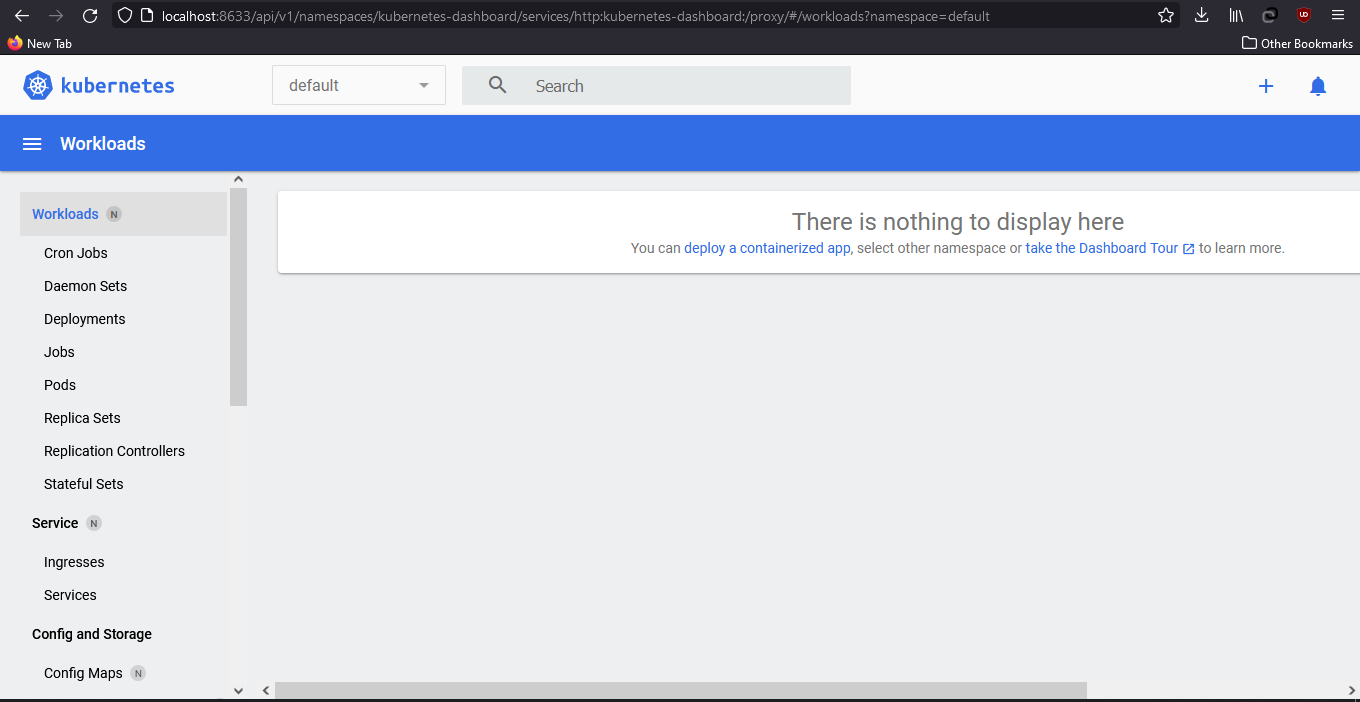 localhost:8633/api/v1/namespaces/kubernetes-dashboard/services/http:kubernetes-dashboard:/proxy/#/workloads?namespace=default
New Tab
Other Bookmarks
kubernetes
default
Search
Workloads
Workloads N
There is nothing to display here
You can deploy a containerized app, select other namespace or take the Dashboard Tour to learn more.
Cron Jobs
Daemon Sets
Deployments
Jobs
Pods
Replica Sets
Replication Controllers
Stateful Sets
Service N
Ingresses
Services
Config and Storage
Config Maps N